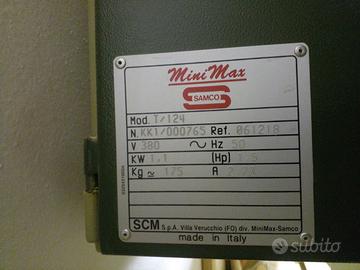 MiniMax
S
SAMCO
Mod. T/124
N. KK1/000765 Ref. 061218
V 380 ~ Hz 50
KW 1.1 (Hp) 1.5
Kg ≃ 175 A
SCM S.p.A. Villa Verucchio (FO) div. MiniMax-Samco
made in Italy
subito